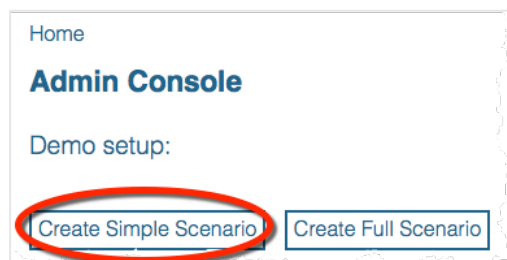 Home
Admin Console
Demo setup:
Create Simple Scenario Create Full Scenario